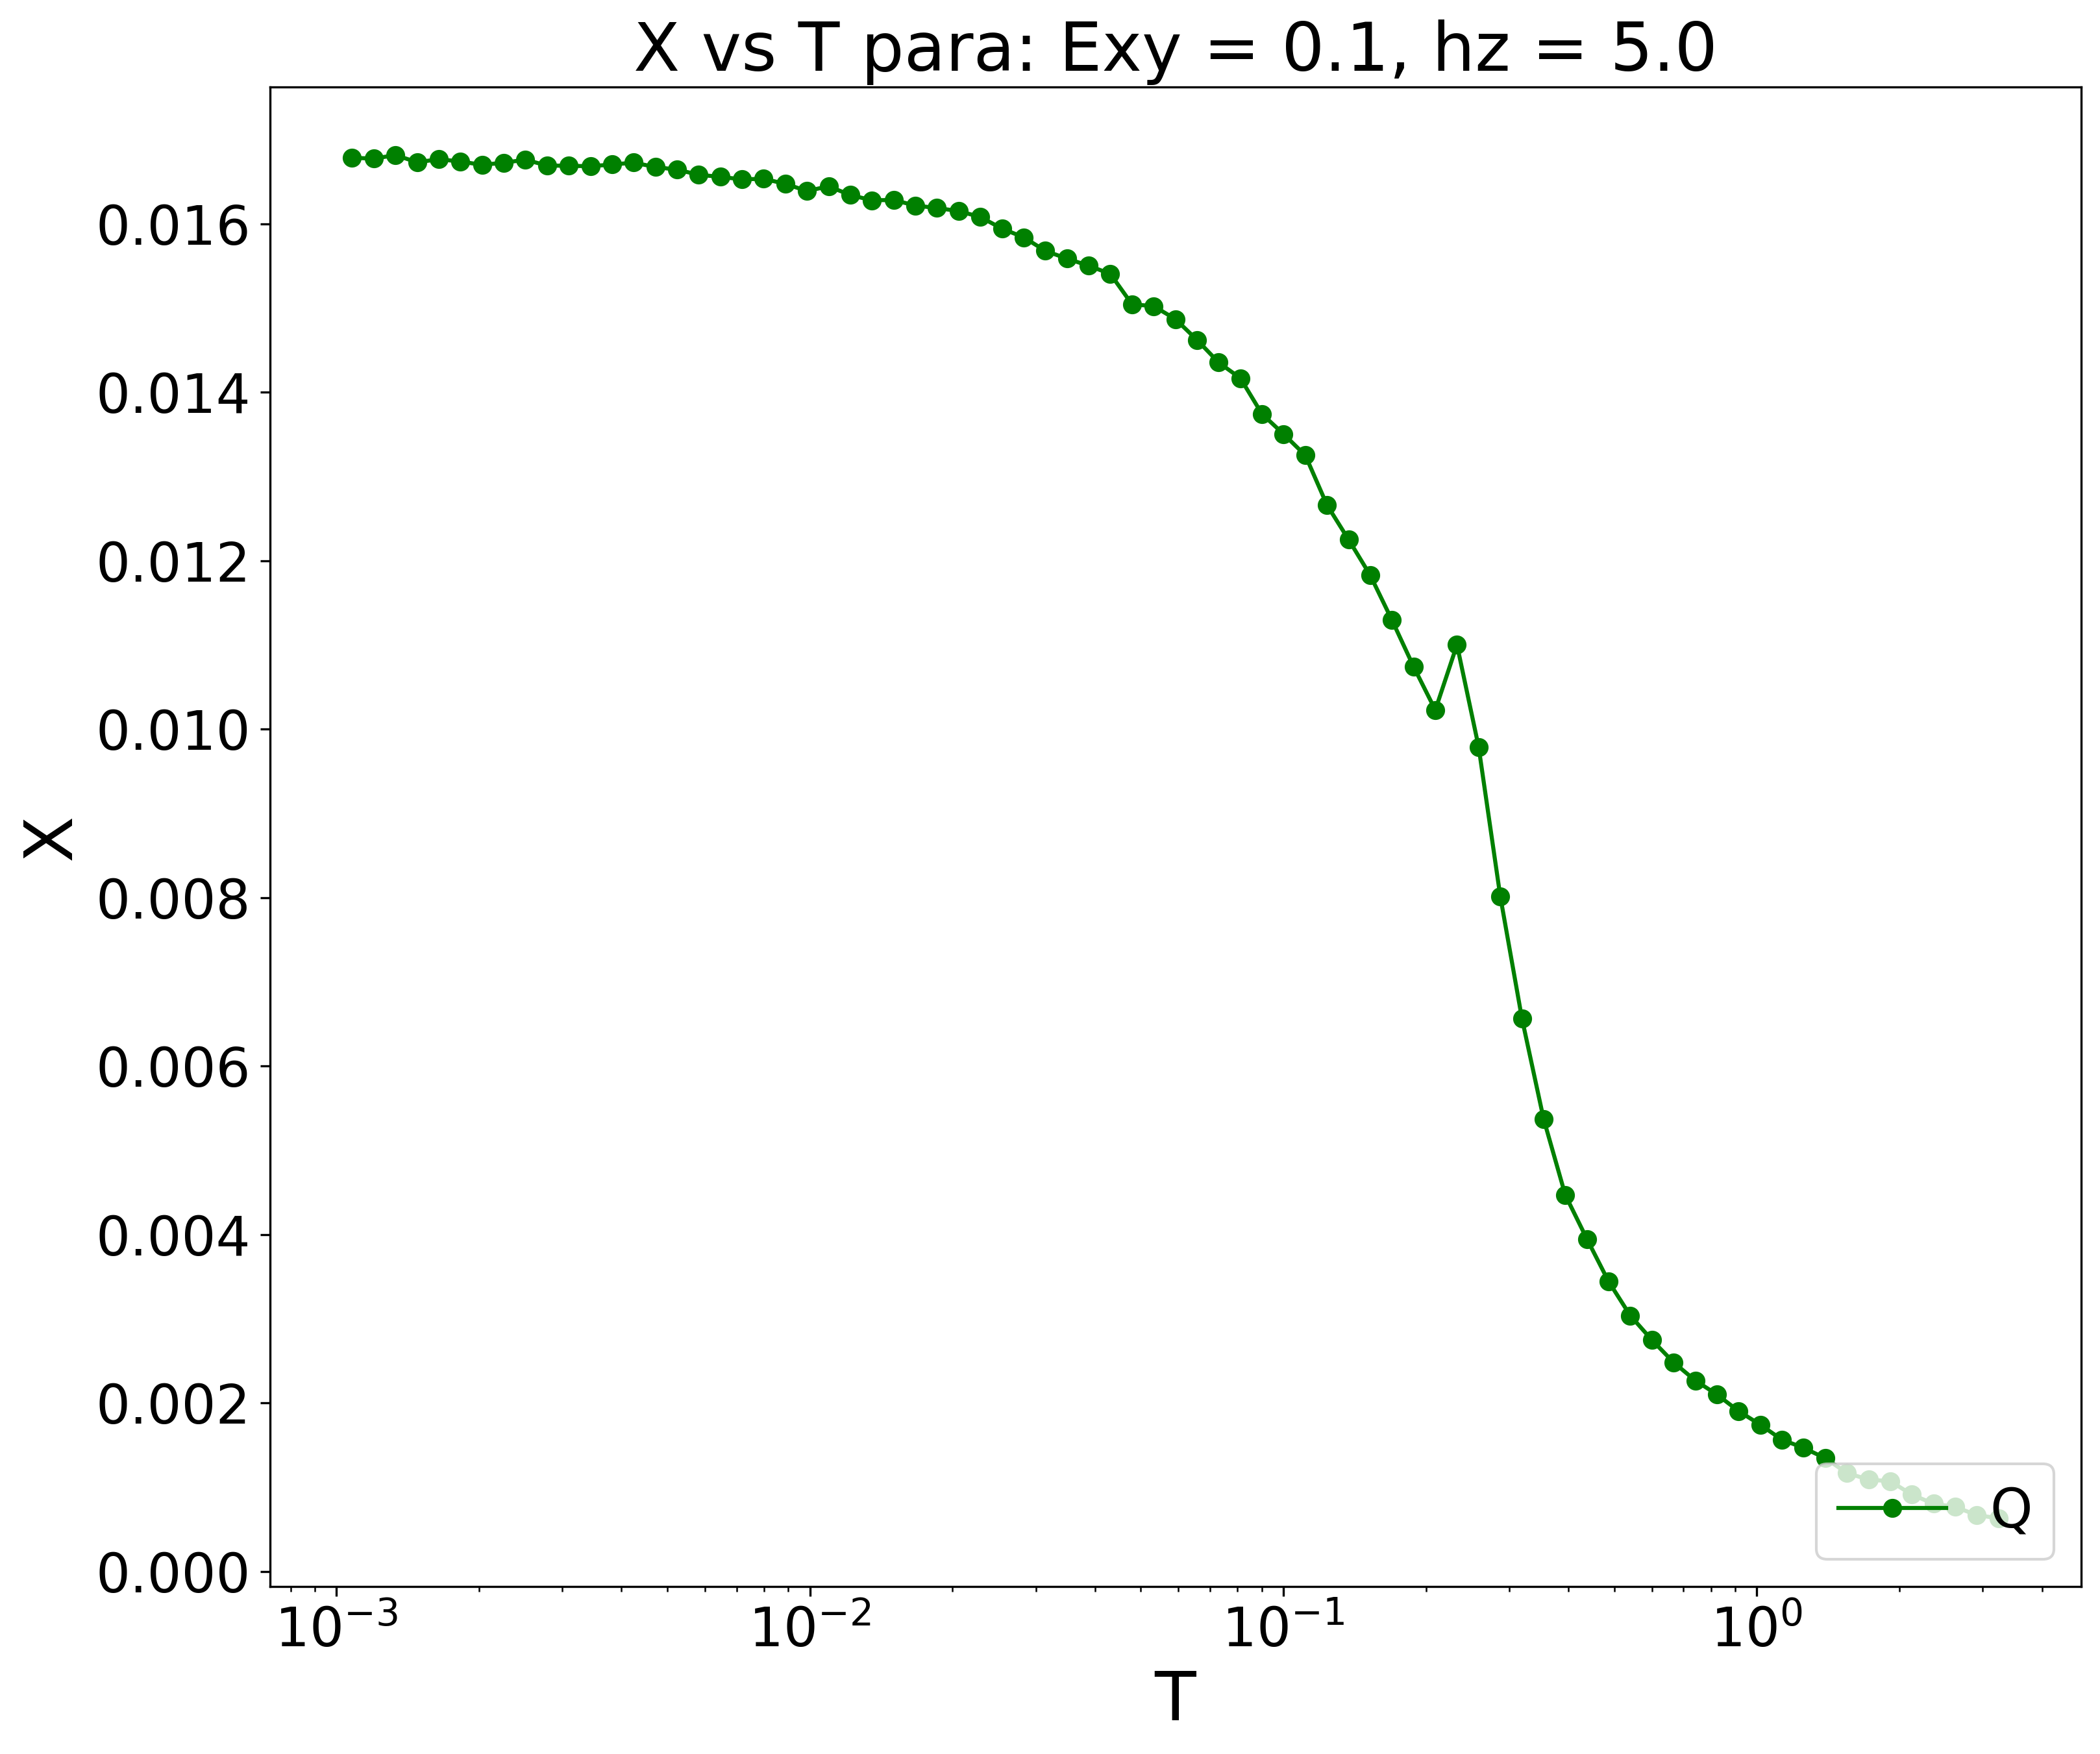 X vs T para: Exy = 0.1, hz = 5.0
X
0.016
0.014
0.012
0.010
0.008
0.006
0.004
0.002
0.000
10⁻³ 10⁻² 10⁻¹ 10⁰
T
Q